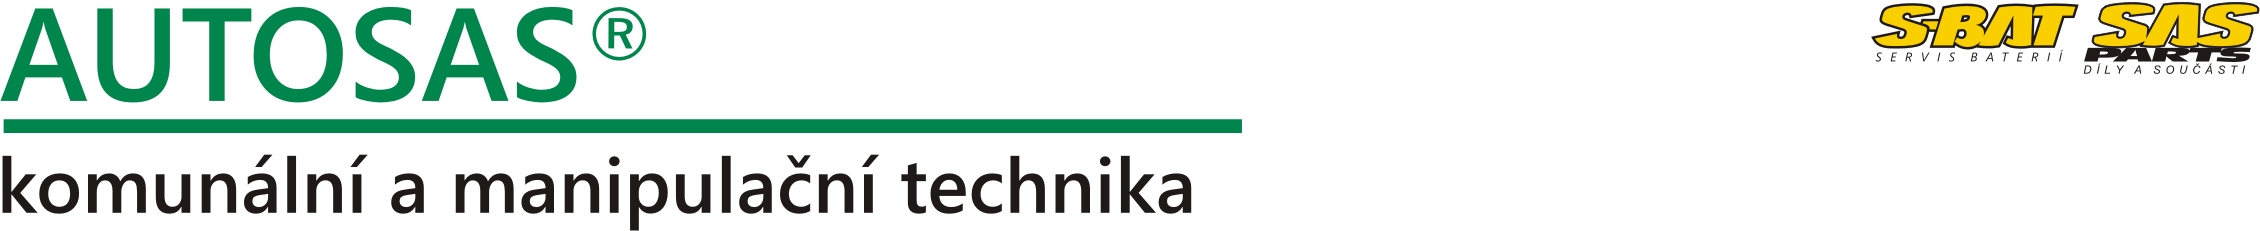 AUTOSAS®
komunální a manipulační technika
S-BAT
SERVIS BATERIÍ
SAS
PARTS
DÍLY A SOUČÁSTI